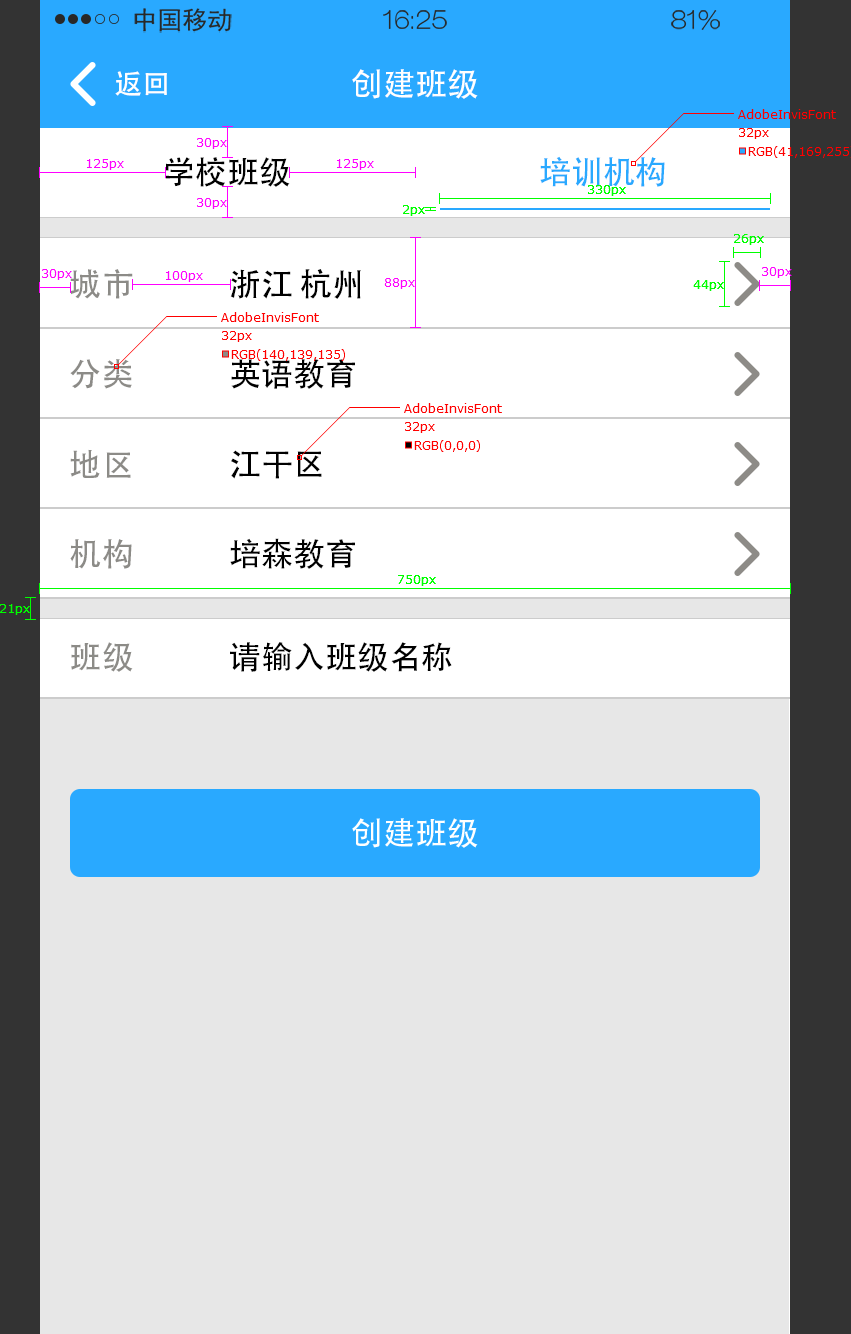 中国移动 16:25 81%
返回 创建班级
AdobeInvisFont
32px
RGB(41,169,255
30px
125px 学校班级 125px 培训机构
30px 330px
2px
26px
30px 城市 100px 浙江 杭州 88px 44px 30px
AdobeInvisFont
32px
RGB(140,139,135)
分类 英语教育
AdobeInvisFont
32px
RGB(0,0,0)
地区 江干区
机构 培森教育
750px
21px
班级 请输入班级名称
创建班级